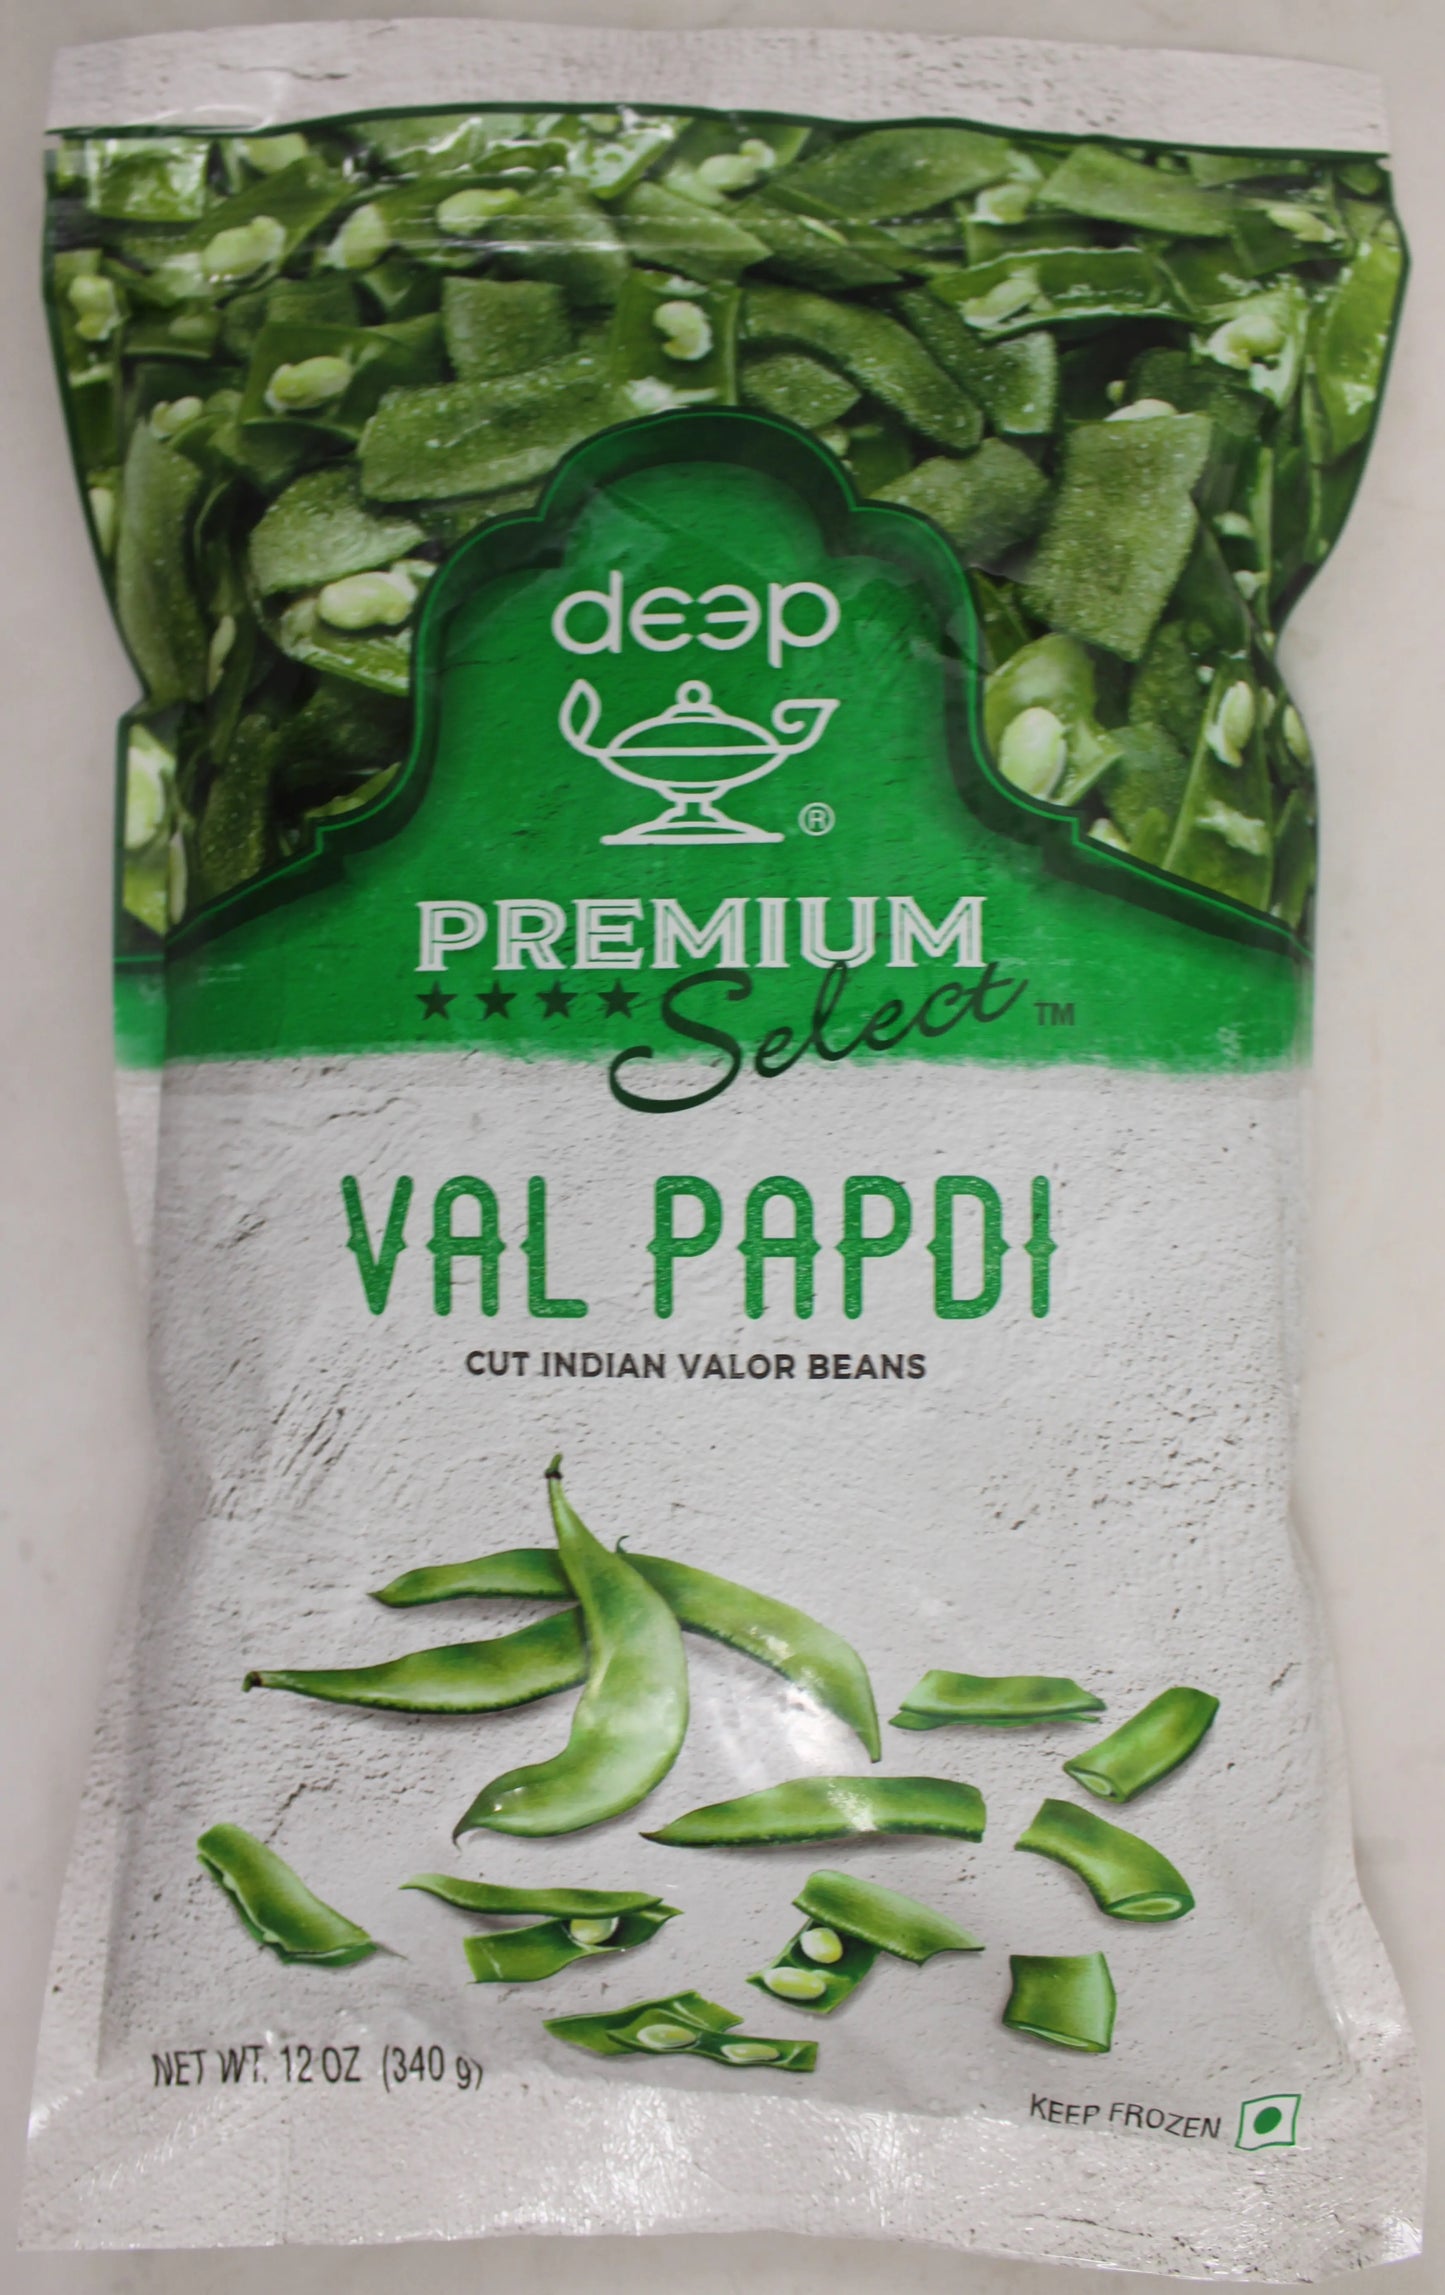 deep
®
PREMIUM
Select ™
VAL PAPDI
CUT INDIAN VALOR BEANS
NET WT. 12 OZ (340 g)
KEEP FROZEN